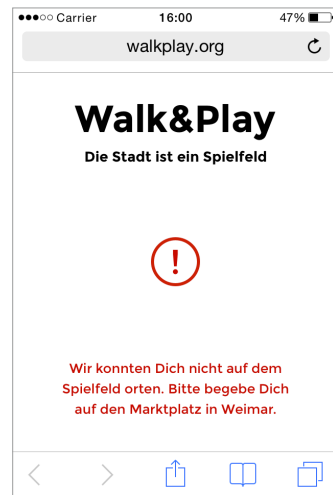 Carrier 16:00 47%
walkplay.org
Walk&Play
Die Stadt ist ein Spielfeld
!
Wir konnten Dich nicht auf dem
Spielfeld orten. Bitte begebe Dich
auf den Marktplatz in Weimar.